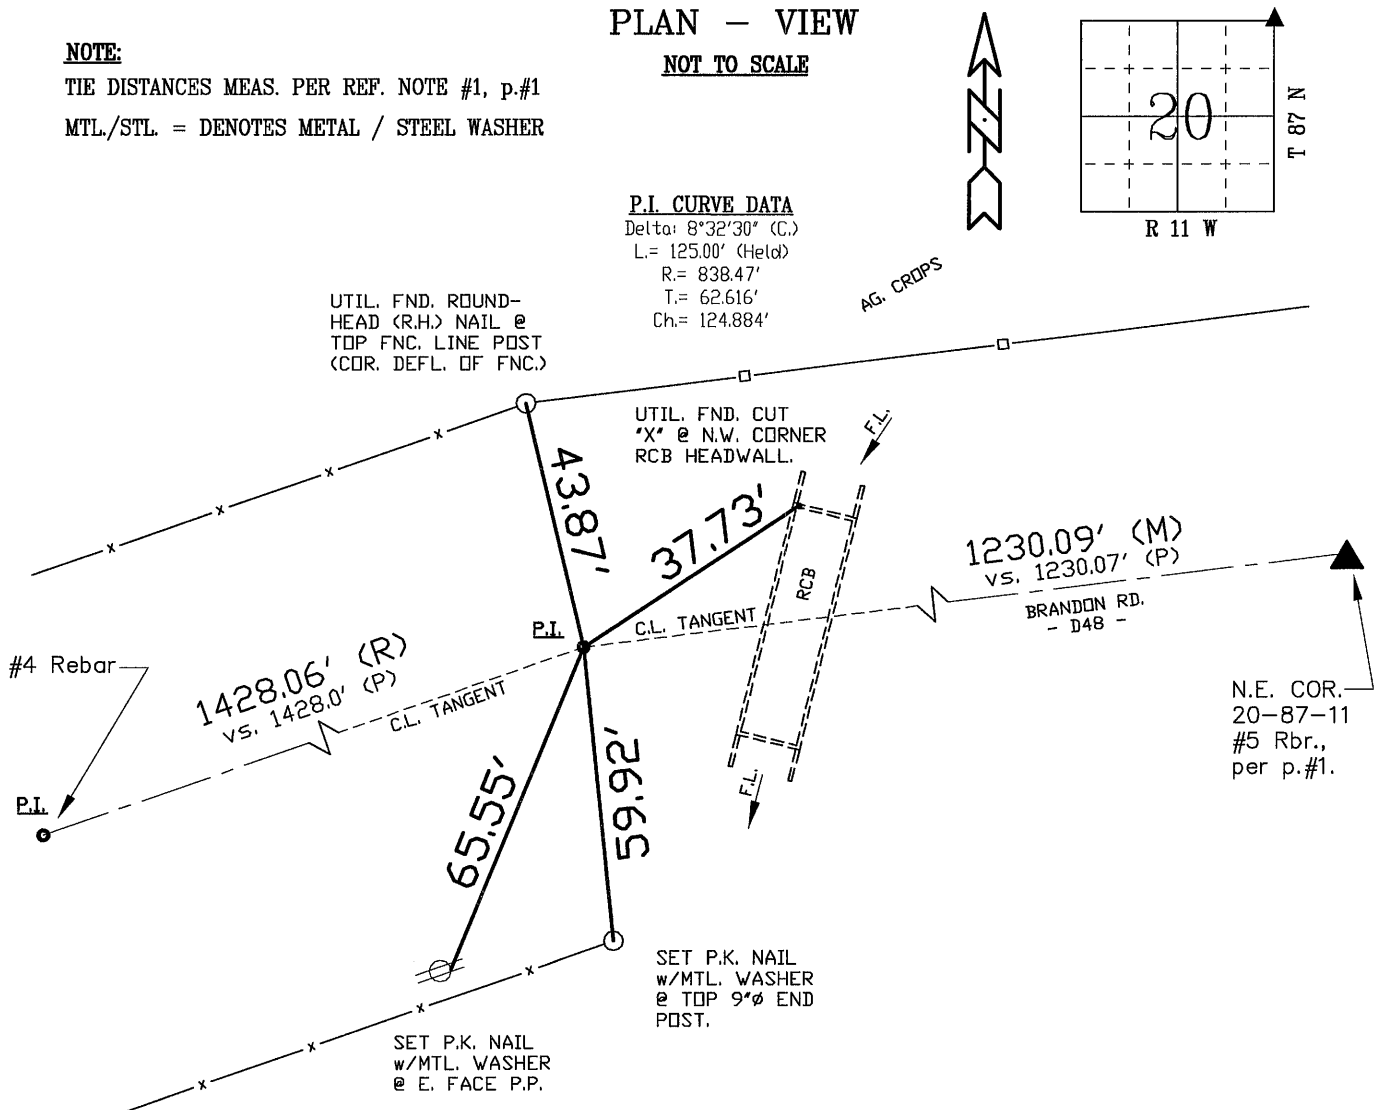 PLAN - VIEW
NOT TO SCALE
NOTE:
TIE DISTANCES MEAS. PER REF. NOTE #1, p.#1
MTL./STL. = DENOTES METAL / STEEL WASHER
N
20
T 87 N
R 11 W
P.I. CURVE DATA
Delta: 8°32'30" (C.)
L.= 125.00' (Held)
R.= 838.47'
T.= 62.616'
Ch.= 124.884'
AG. CROPS
UTIL. FND. ROUND-
HEAD (R.H.) NAIL @
TOP FNC. LINE POST
(COR. DEFL. OF FNC.)
UTIL. FND. CUT
"X" @ N.W. CORNER
RCB HEADWALL.
F.L.
43.87'
37.73'
RCB
1230.09' (M)
vs. 1230.07' (P)
BRANDON RD.
- D48 -
P.I.
C.L. TANGENT
#4 Rebar
1428.06' (R)
vs. 1428.0' (P)
C.L. TANGENT
N.E. COR.
20-87-11
#5 Rbr.,
per p.#1.
P.I.
65.55'
59.92'
F.L.
SET P.K. NAIL
w/MTL. WASHER
@ TOP 9"ø END
POST.
SET P.K. NAIL
w/MTL. WASHER
@ E. FACE P.P.